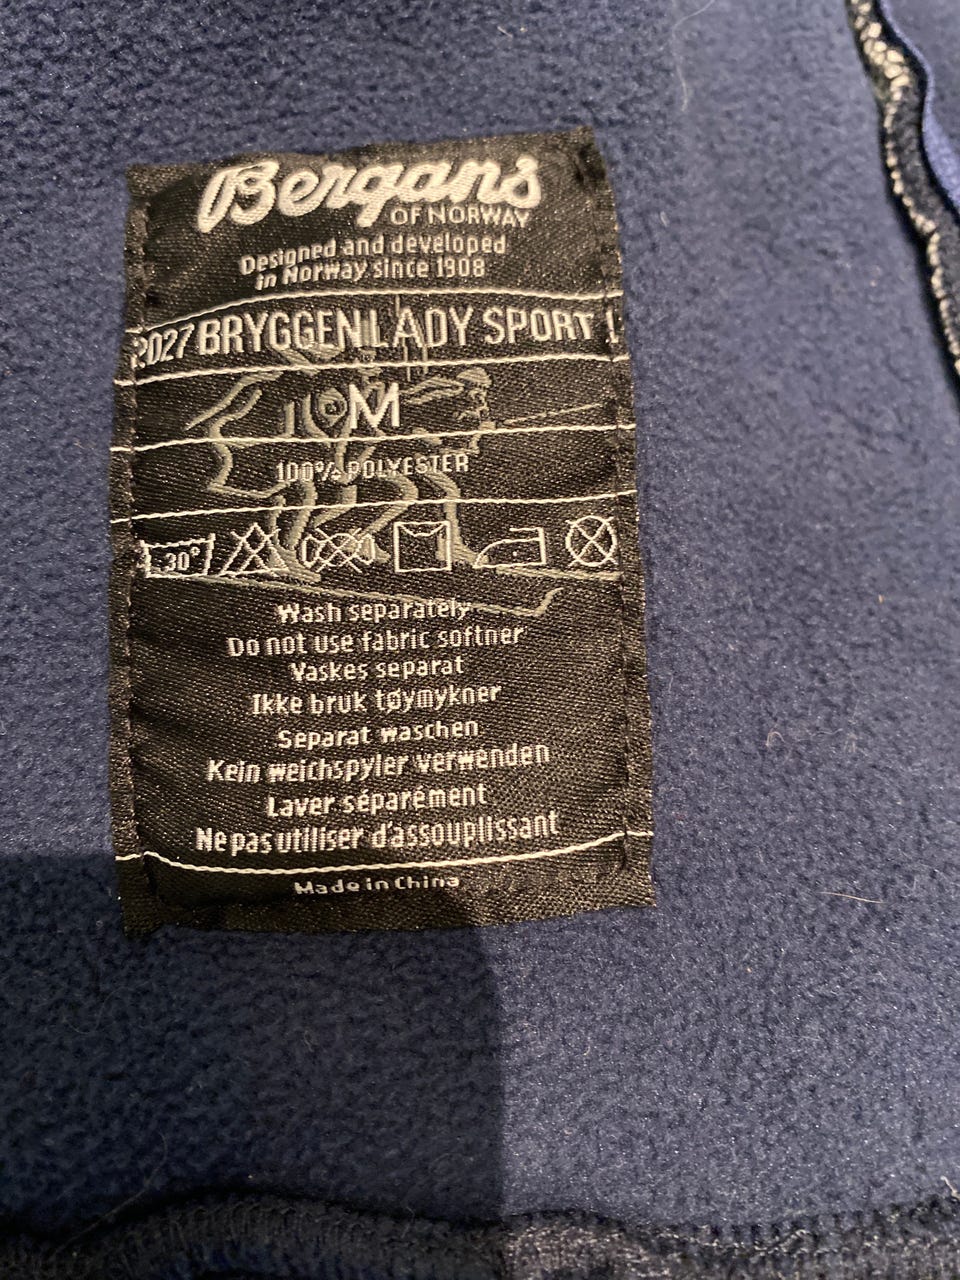 Bergans
OF NORWAY
Designed and developed
in Norway since 1908
2027 BRYGGEN LADY SPORT
M
100% POLYESTER
30°
Wash separately
Do not use fabric softner
Vaskes separat
Ikke bruk tøymykner
Separat waschen
Kein weichspyler verwenden
Laver séparément
Ne pas utiliser d'assouplissant
Made in China